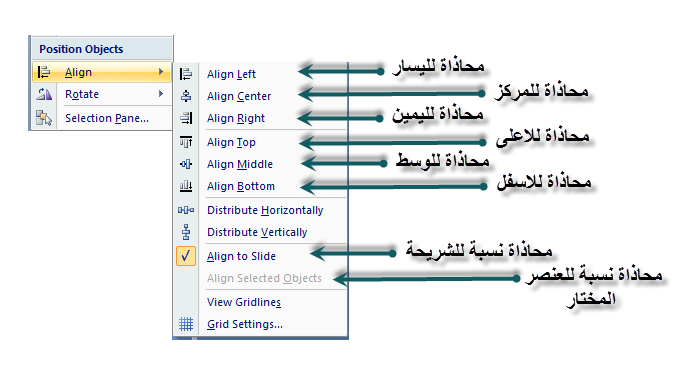 Position Objects
Align
Rotate
Selection Pane...
Align Left
محاذاة لليسار
Align Center
محاذاة للمركز
Align Right
محاذاة لليمين
Align Top
محاذاة للاعلى
Align Middle
محاذاة للوسط
Align Bottom
محاذاة للاسفل
Distribute Horizontally
Distribute Vertically
Align to Slide
محاذاة نسبة للشريحة
Align Selected Objects
محاذاة نسبة للعنصر
المختار
View Gridlines
Grid Settings...